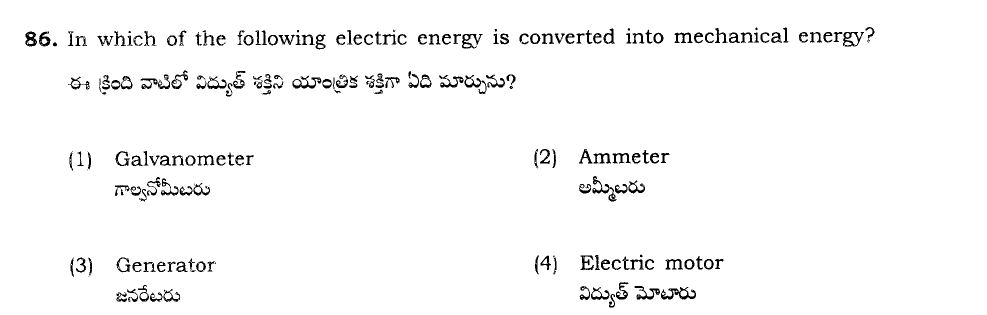 86. In which of the following electric energy is converted into mechanical energy?
ఈ క్రింది వాటిలో విద్యుత్ శక్తిని యాంత్రిక శక్తిగా ఏది మార్చును?
(1) Galvanometer (2) Ammeter
గాల్వనోమీటరు అమ్మీటరు
(3) Generator (4) Electric motor
జనరేటరు విద్యుత్ మోటారు